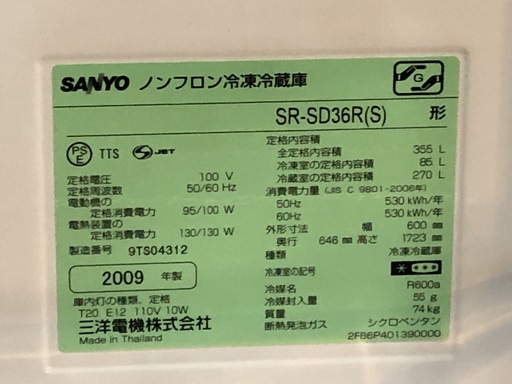 SANYO ノンフロン冷凍冷蔵庫
SR-SD36R(S) 形
PS E TTS S-JET
定格電圧 100 V
定格周波数 50/60 Hz
電動機の
定格消費電力 95/100 W
電熱装置の
定格消費電力 130/130 W
製造番号 9TS04312
2009 年製
庫内灯の種類、定格
T20 E12 110V 10W
三洋電機株式会社
Made in Thailand
定格内容積
全定格内容積 355 L
冷凍室の定格内容積 85 L
冷蔵室の定格内容積 270 L
消費電力量 (JIS C 9801-2006年)
50Hz 530 kWh/年
60Hz 530 kWh/年
外形寸法 幅 600 mm
奥行 646 mm 高さ 1723 mm
種類 冷凍冷蔵庫
冷凍室の記号
冷媒名 R600a
冷媒封入量 55 g
質量 74 kg
断熱発泡ガス シクロペンタン
2FB6P401390000